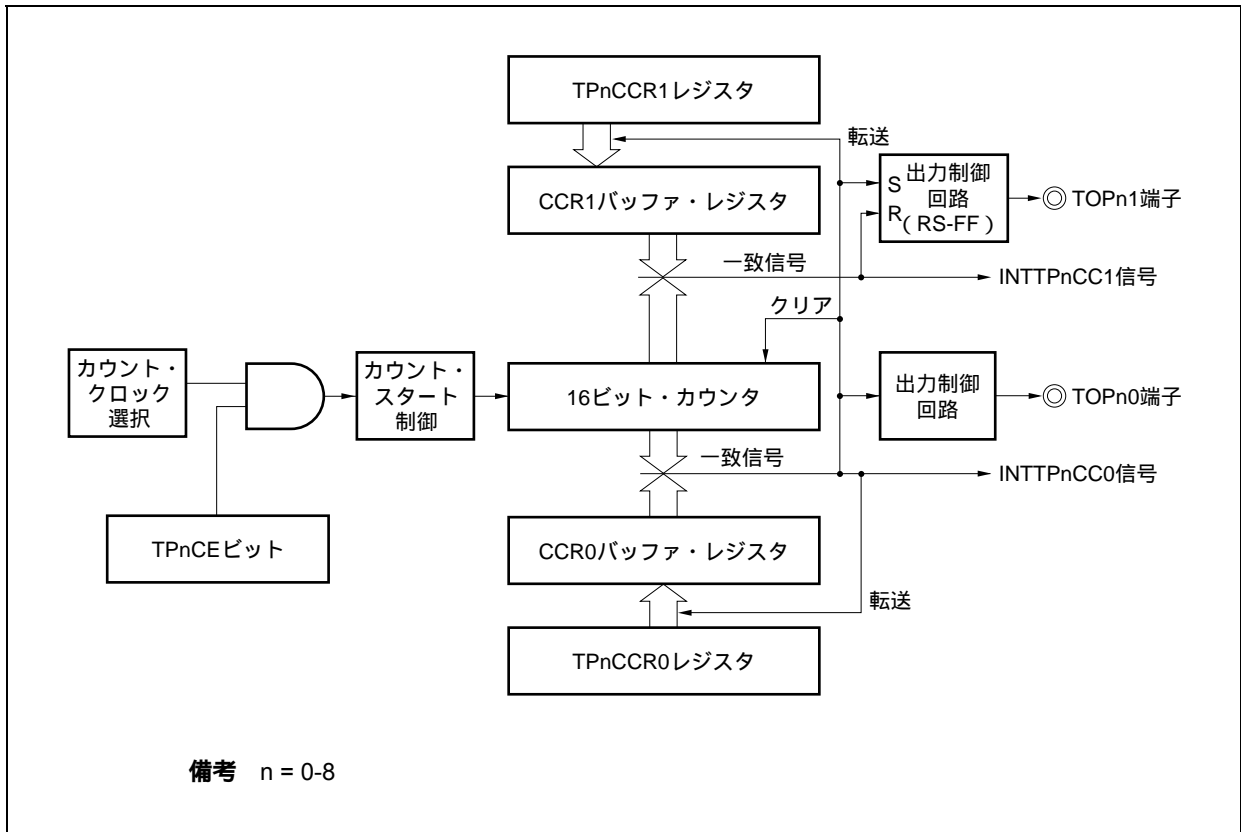 TPnCCR1レジスタ
転送
CCR1バッファ・レジスタ
S
R
出力制御
回路
（RS-FF）
TOPn1端子
一致信号
INTTPnCC1信号
クリア
カウント・
クロック
選択
カウント・
スタート
制御
16ビット・カウンタ
出力制御
回路
TOPn0端子
一致信号
INTTPnCC0信号
TPnCEビット
CCR0バッファ・レジスタ
転送
TPnCCR0レジスタ
備考 n = 0-8